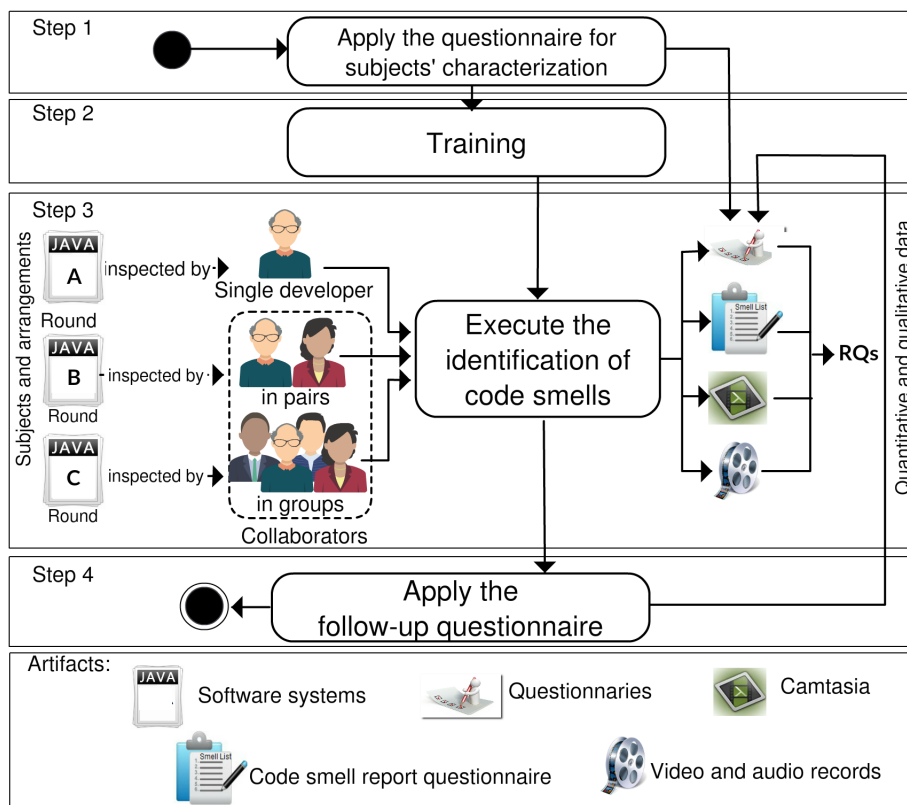 Step 1
Apply the questionnaire for
subjects' characterization
Step 2
Training
Step 3
Subjects and arrangements
JAVA
A
Round
inspected by
Single developer
JAVA
B
Round
inspected by
in pairs
JAVA
C
Round
inspected by
in groups
Collaborators
Execute the
identification of
code smells
Smell List
RQs
Quantitative and qualitative data
Step 4
Apply the
follow-up questionnaire
Artifacts:
JAVA
Software systems
Questionnaries
Camtasia
Smell List
Code smell report questionnaire
Video and audio records